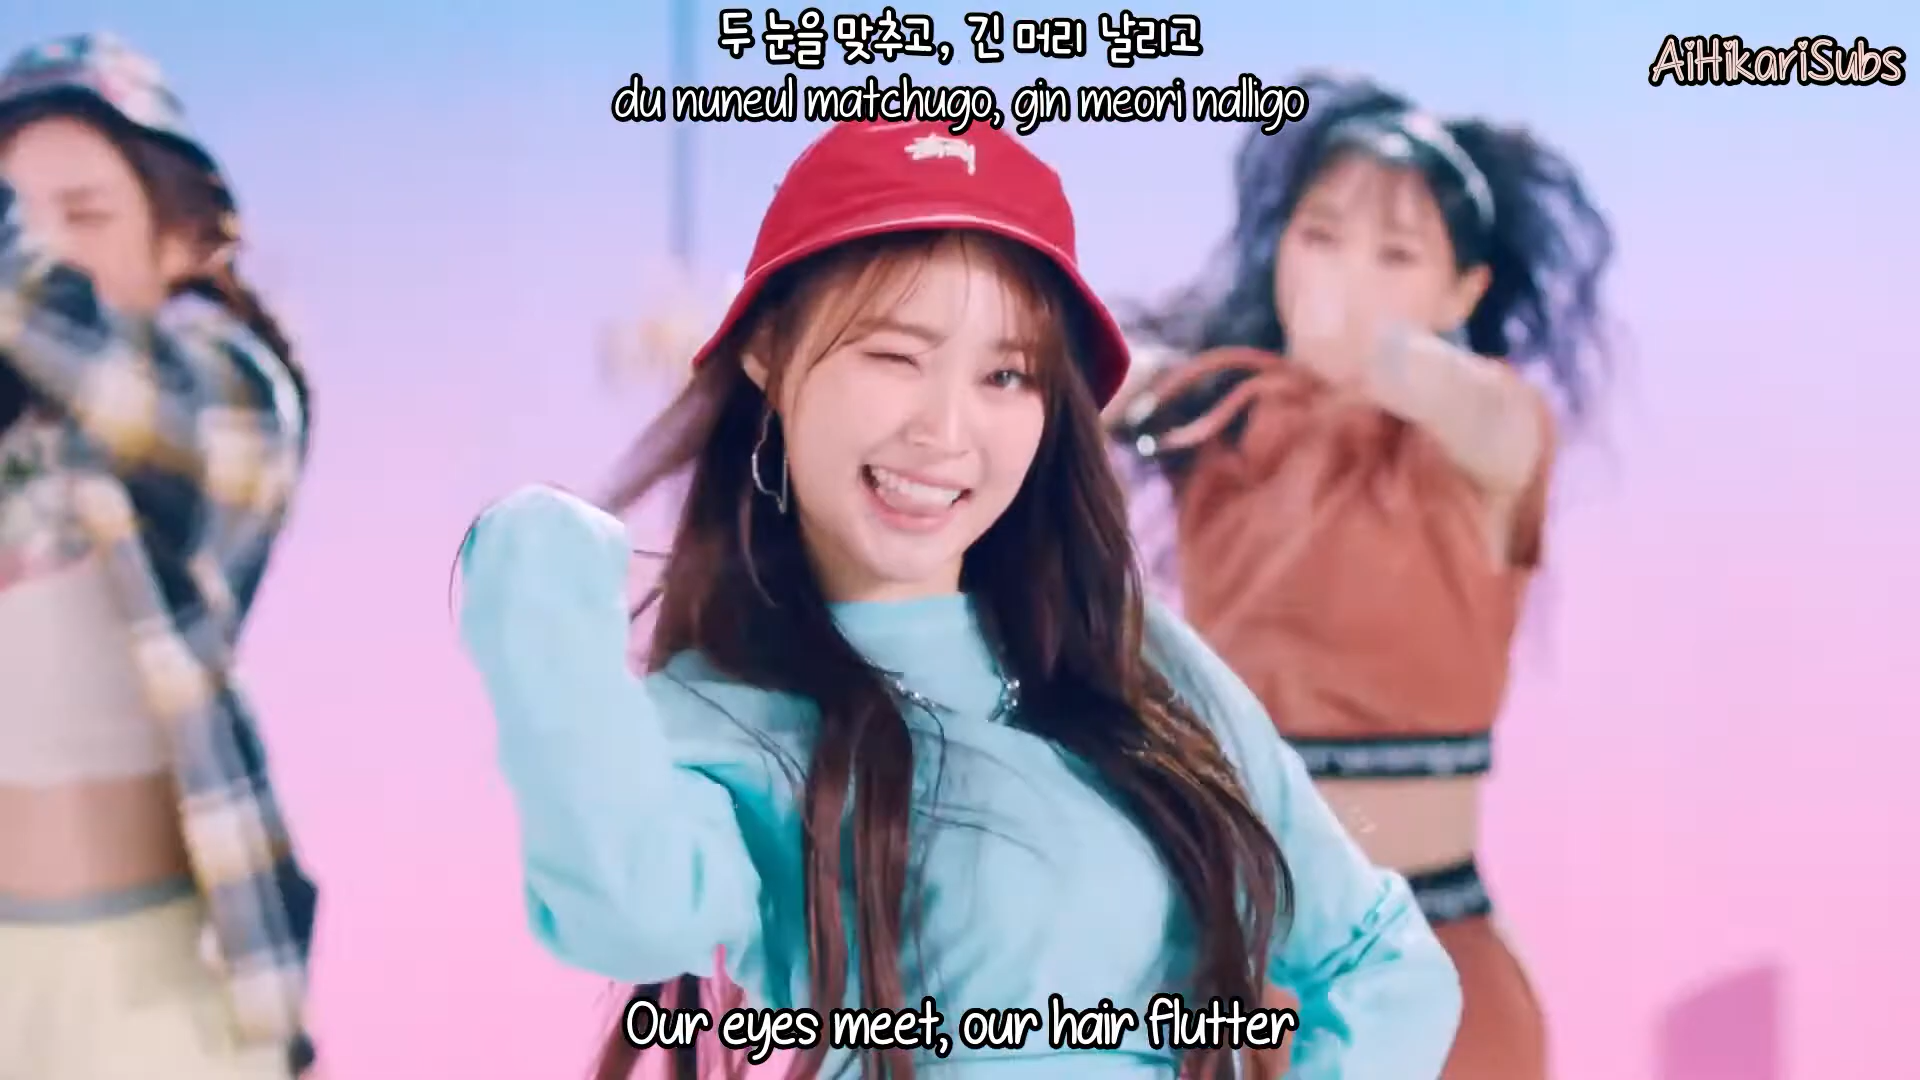 두 눈을 맞추고, 긴 머리 날리고
du nuneul matchugo, gin meori nalligo
AiHikariSubs
Our eyes meet, our hair flutter